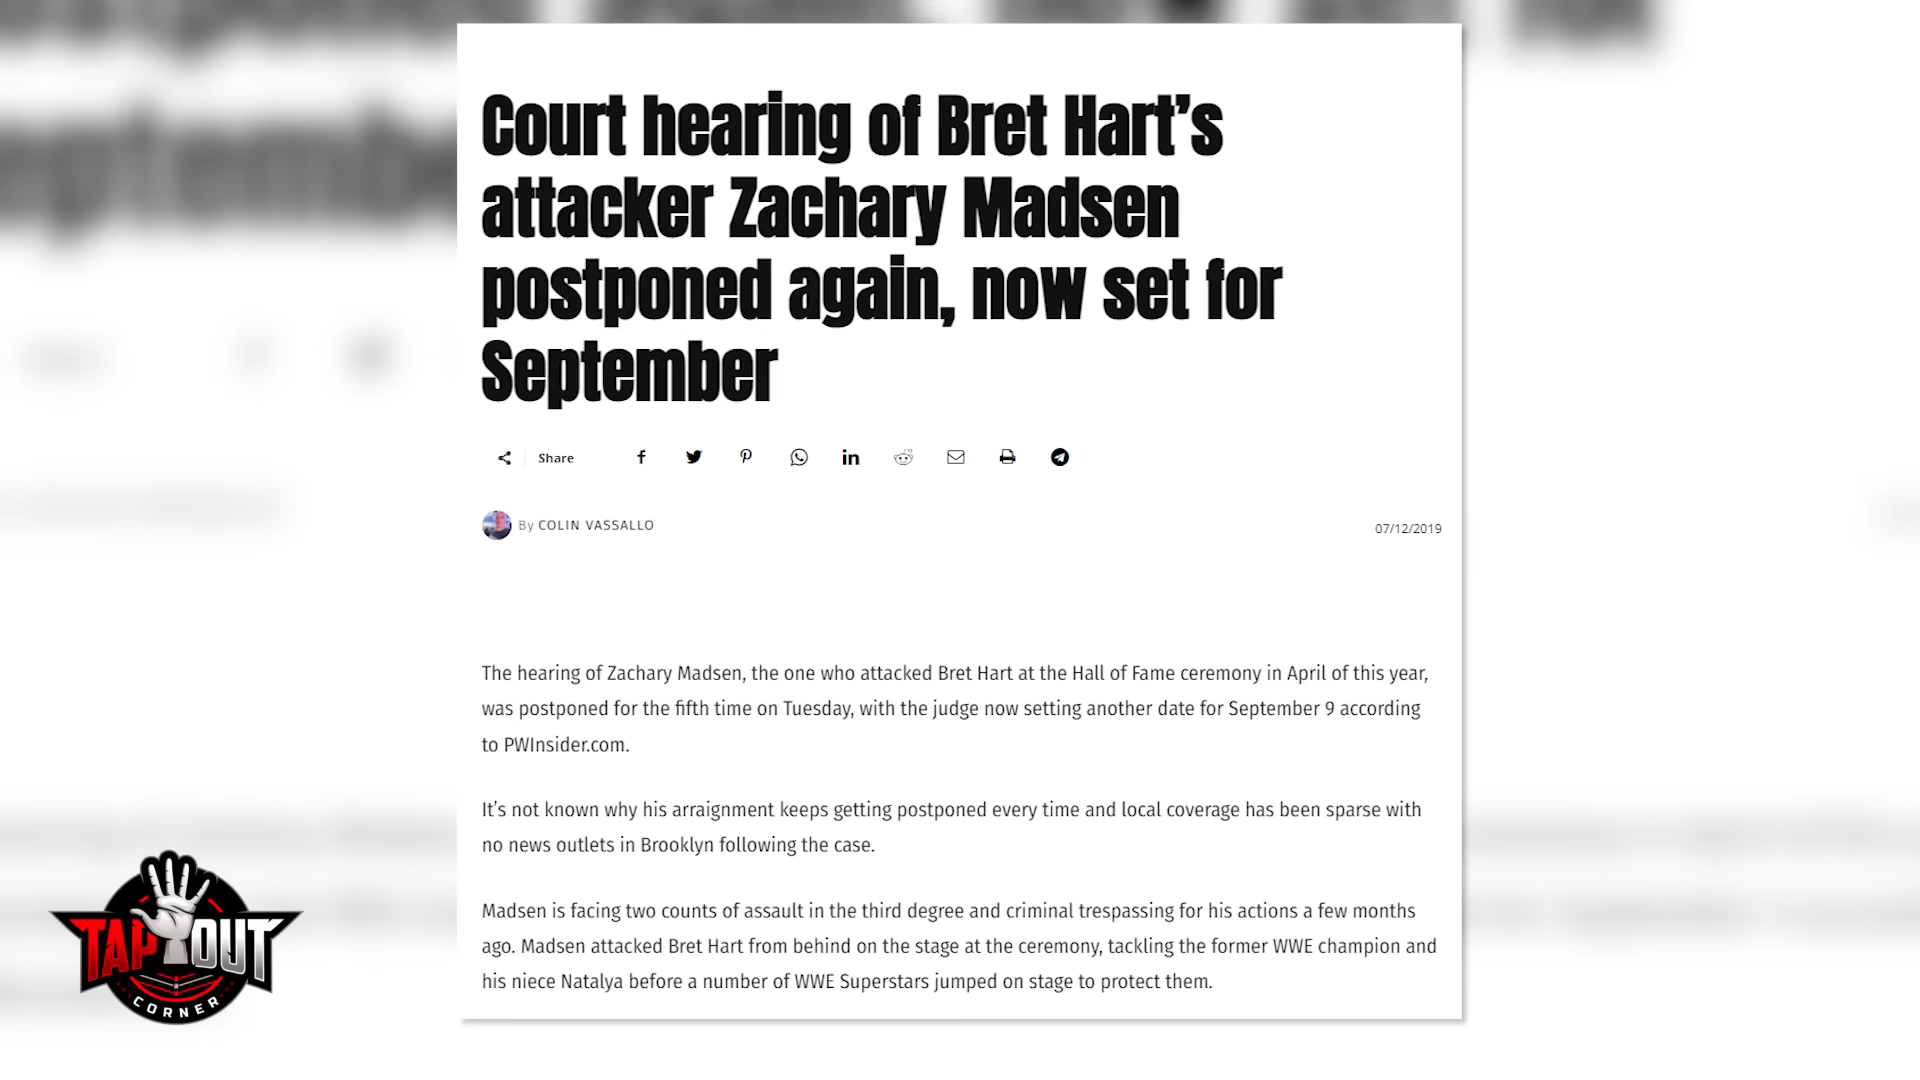 Court hearing of Bret Hart’s
attacker Zachary Madsen
postponed again, now set for
September
Share
By COLIN VASSALLO
07/12/2019
The hearing of Zachary Madsen, the one who attacked Bret Hart at the Hall of Fame ceremony in April of this year,
was postponed for the fifth time on Tuesday, with the judge now setting another date for September 9 according
to PWInsider.com.
It’s not known why his arraignment keeps getting postponed every time and local coverage has been sparse with
no news outlets in Brooklyn following the case.
Madsen is facing two counts of assault in the third degree and criminal trespassing for his actions a few months
ago. Madsen attacked Bret Hart from behind on the stage at the ceremony, tackling the former WWE champion and
his niece Natalya before a number of WWE Superstars jumped on stage to protect them.
TAP OUT
CORNER